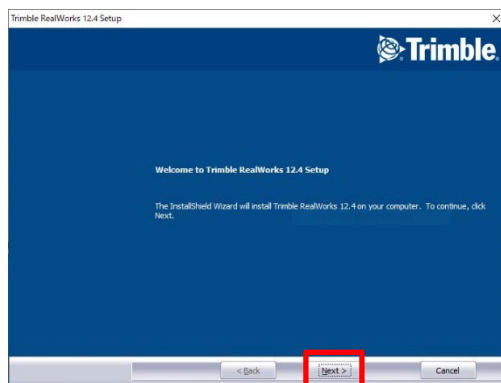 Trimble RealWorks 12.4 Setup
Trimble.
Welcome to Trimble RealWorks 12.4 Setup
The InstallShield Wizard will install Trimble RealWorks 12.4 on your computer. To continue, click
Next.
< Back
Next >
Cancel